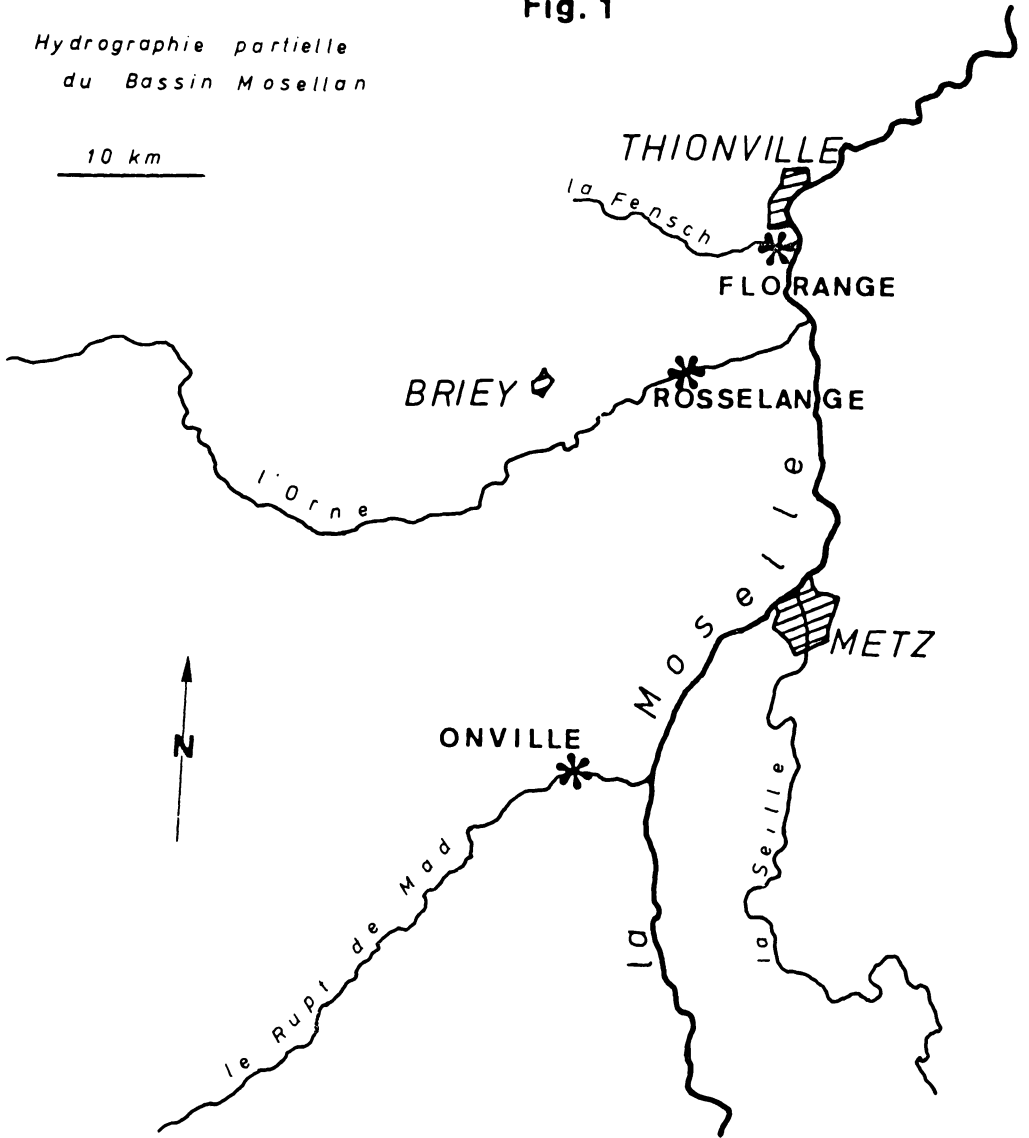 Fig. 1
Hydrographie partielle
du Bassin Mosellan
10 km
THIONVILLE
la Fensch
FLORANGE
BRIEY
ROSSELANGE
l'Orne
la Moselle
METZ
N
ONVILLE
la Seille
le Rupt de Mad